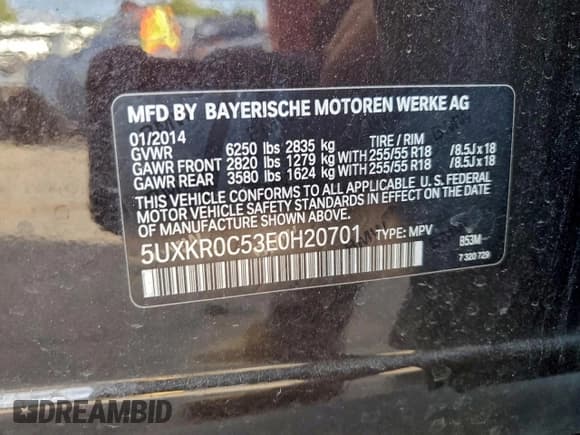 MFD BY BAYERISCHE MOTOREN WERKE AG
01/2014 TIRE / RIM
GVWR 6250 lbs 2835 kg
GAWR FRONT 2820 lbs 1279 kg WITH 255/55 R18 /8.5J x 18
GAWR REAR 3580 lbs 1624 kg WITH 255/55 R18 /8.5J x 18
THIS VEHICLE CONFORMS TO ALL APPLICABLE U.S. FEDERAL
MOTOR VEHICLE SAFETY STANDARDS IN EFFECT ON THE DATE
OF MANUFACTURE SHOWN ABOVE.
5UXKR0C53E0H20701 TYPE: MPV B53M
7 320 729
DREAMBID